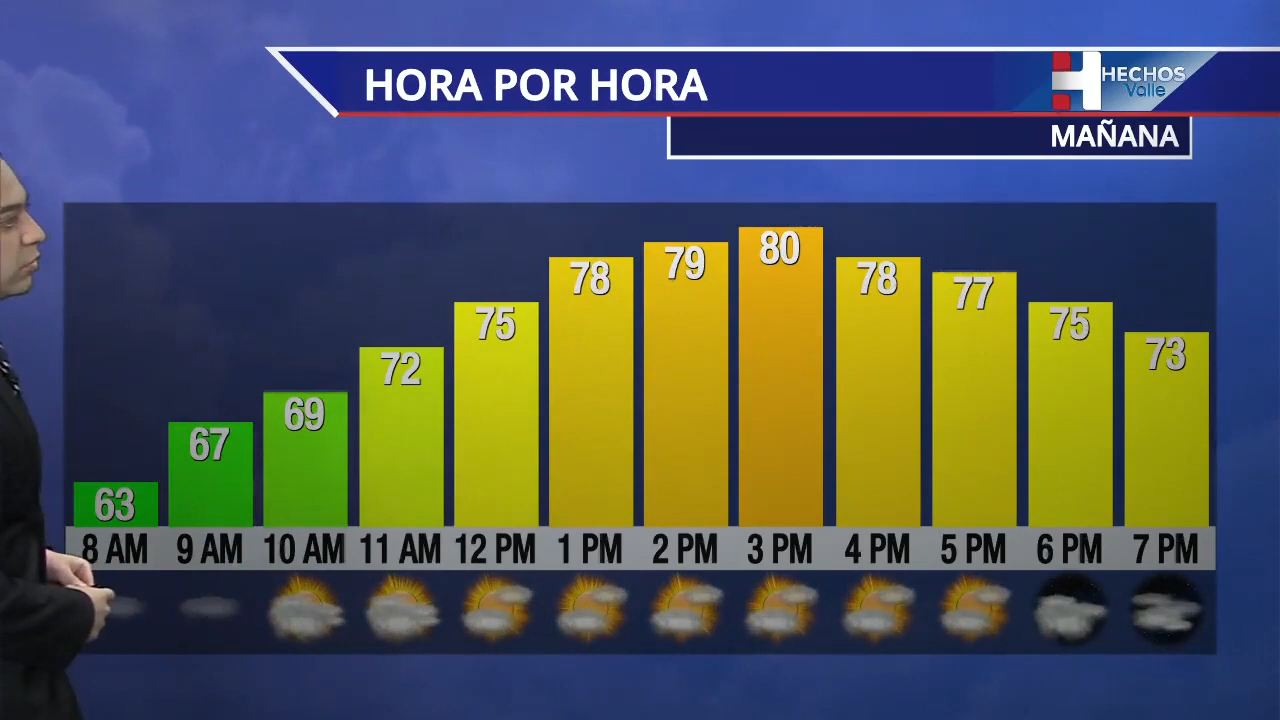 HORA POR HORA
HECHOS
Valle
MAÑANA
63 67 69 72 75 78 79 80 78 77 75 73
8 AM 9 AM 10 AM 11 AM 12 PM 1 PM 2 PM 3 PM 4 PM 5 PM 6 PM 7 PM